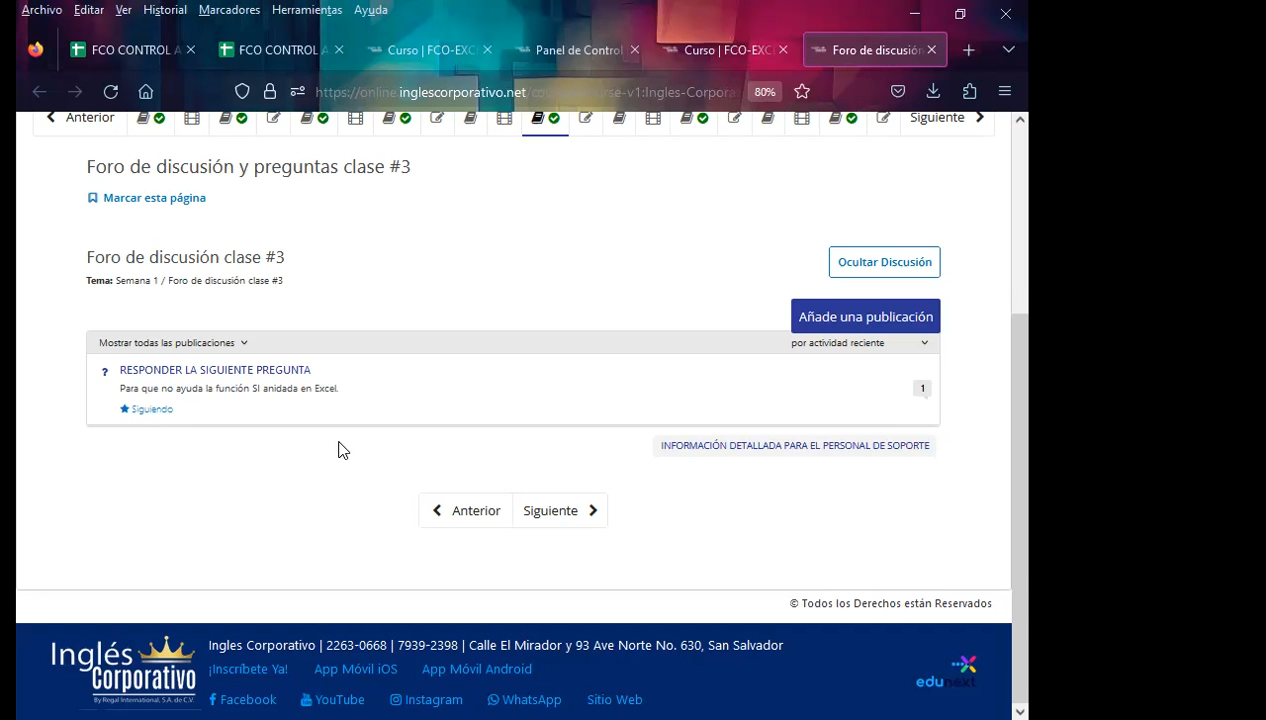 Archivo Editar Ver Historial Marcadores Herramientas Ayuda
FCO CONTROL A FCO CONTROL A Curso | FCO-EXC Panel de Control Curso | FCO-EXC Foro de discusión
https://online.inglescorporativo.net/ 80%
Anterior Siguiente
Foro de discusión y preguntas clase #3
Marcar esta página
Foro de discusión clase #3
Ocultar Discusión
Tema: Semana 1 / Foro de discusión clase #3
Añade una publicación
Mostrar todas las publicaciones por actividad reciente
? RESPONDER LA SIGUIENTE PREGUNTA
Para que no ayuda la función SI anidada en Excel.
1
Siguiendo
INFORMACIÓN DETALLADA PARA EL PERSONAL DE SOPORTE
Anterior Siguiente
© Todos los Derechos están Reservados
Inglés Corporativo
By Regal International, S.A. de C.V.
Ingles Corporativo | 2263-0668 | 7939-2398 | Calle El Mirador y 93 Ave Norte No. 630, San Salvador
¡Inscríbete Ya! App Móvil iOS App Móvil Android
Facebook YouTube Instagram WhatsApp Sitio Web
edunext